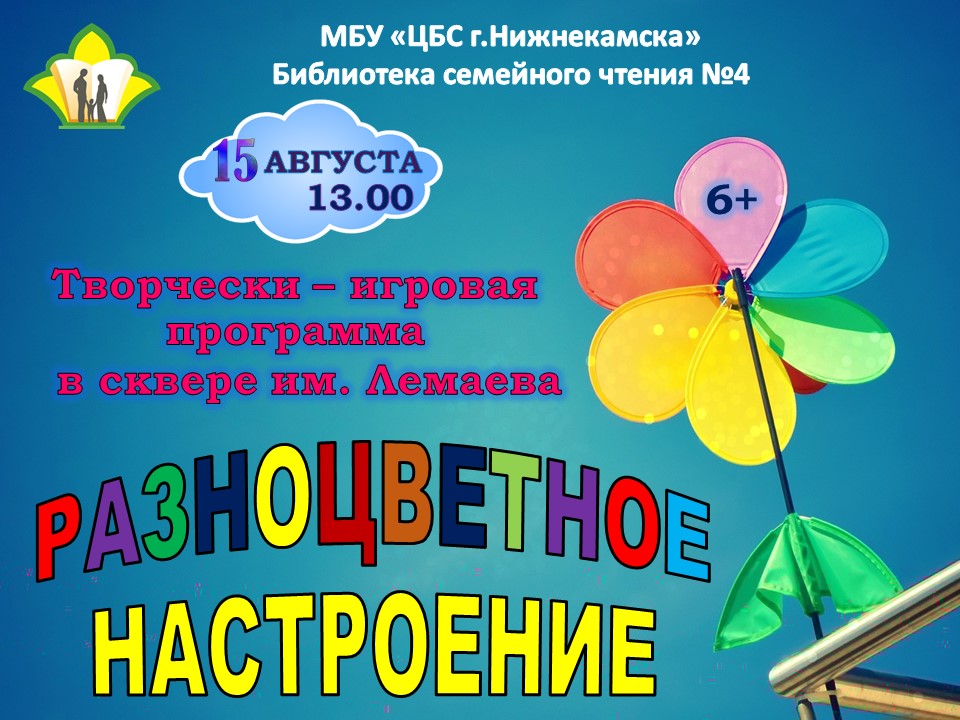 МБУ «ЦБС г.Нижнекамска»
Библиотека семейного чтения №4
15 АВГУСТА
13.00
6+
Творчески – игровая
программа
в сквере им. Лемаева
РАЗНОЦВЕТНОЕ
НАСТРОЕНИЕ